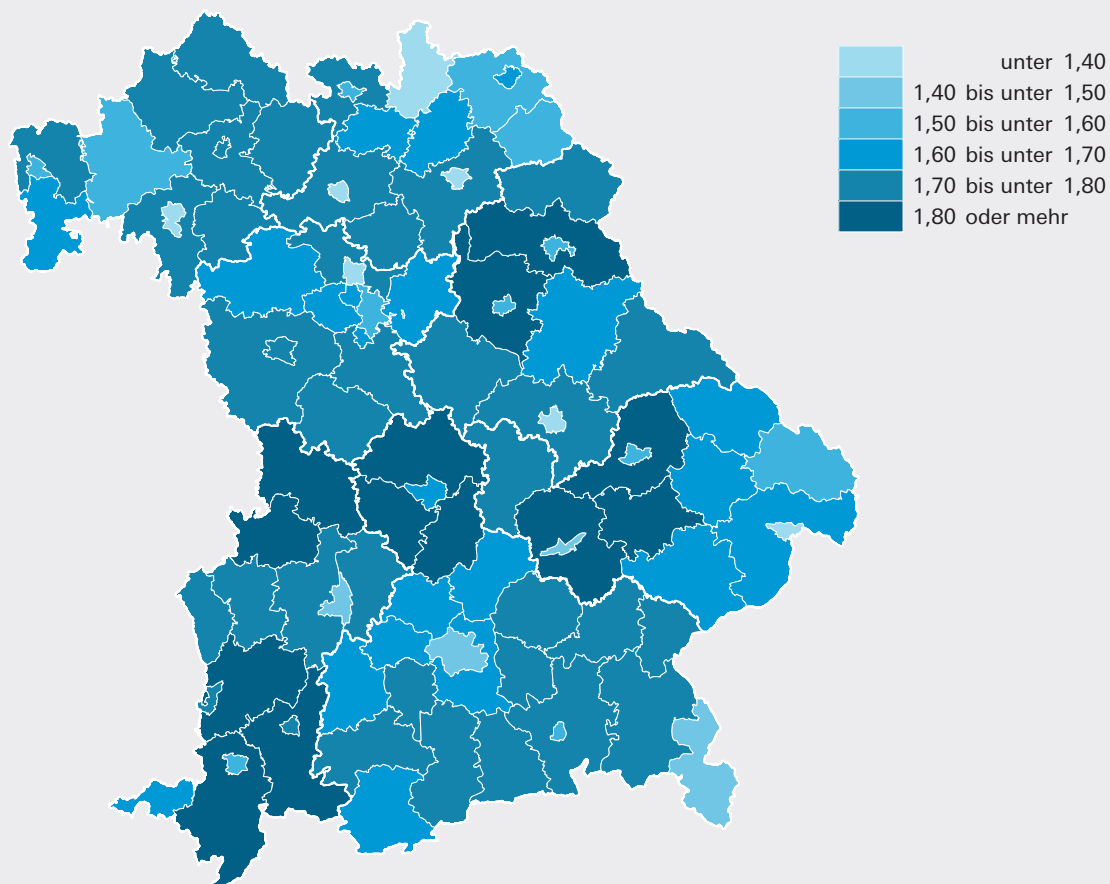 unter 1,40
1,40 bis unter 1,50
1,50 bis unter 1,60
1,60 bis unter 1,70
1,70 bis unter 1,80
1,80 oder mehr